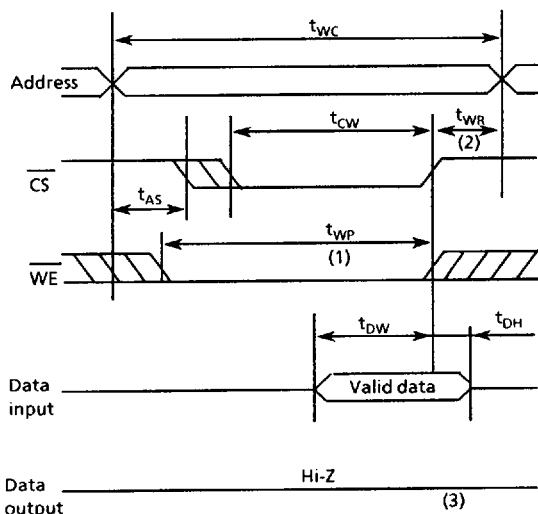 tWC
Address
tCW
tWR
(2)
CS
tAS
tWP
(1)
WE
tDW
tDH
Data
input
Valid data
Hi-Z
Data
output
(3)